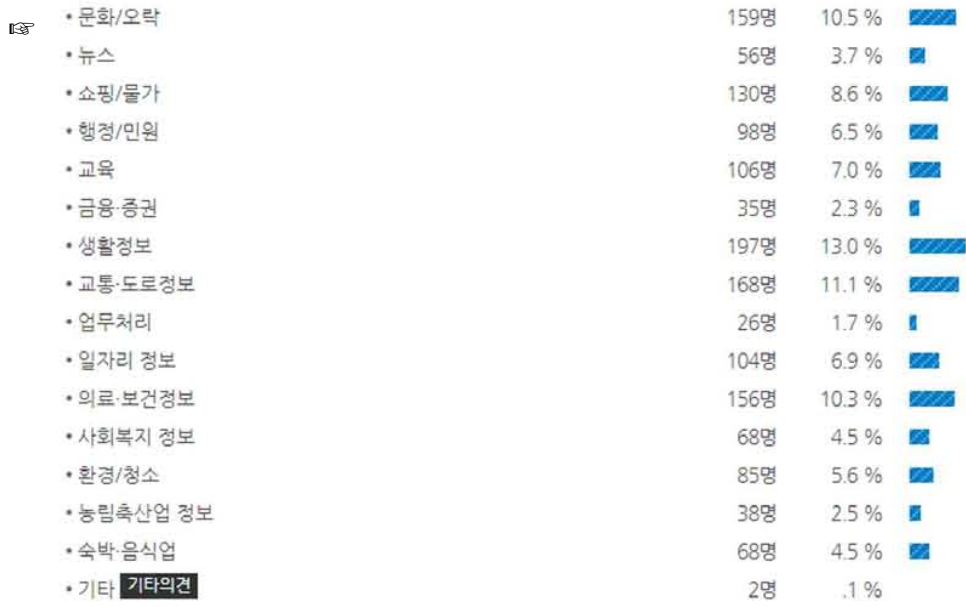 ☞ • 문화/오락 159명 10.5 %
• 뉴스 56명 3.7 %
• 쇼핑/물가 130명 8.6 %
• 행정/민원 98명 6.5 %
• 교육 106명 7.0 %
• 금융·증권 35명 2.3 %
• 생활정보 197명 13.0 %
• 교통·도로정보 168명 11.1 %
• 업무처리 26명 1.7 %
• 일자리 정보 104명 6.9 %
• 의료·보건정보 156명 10.3 %
• 사회복지 정보 68명 4.5 %
• 환경/청소 85명 5.6 %
• 농림축산업 정보 38명 2.5 %
• 숙박·음식업 68명 4.5 %
• 기타 기타의견 2명 .1 %